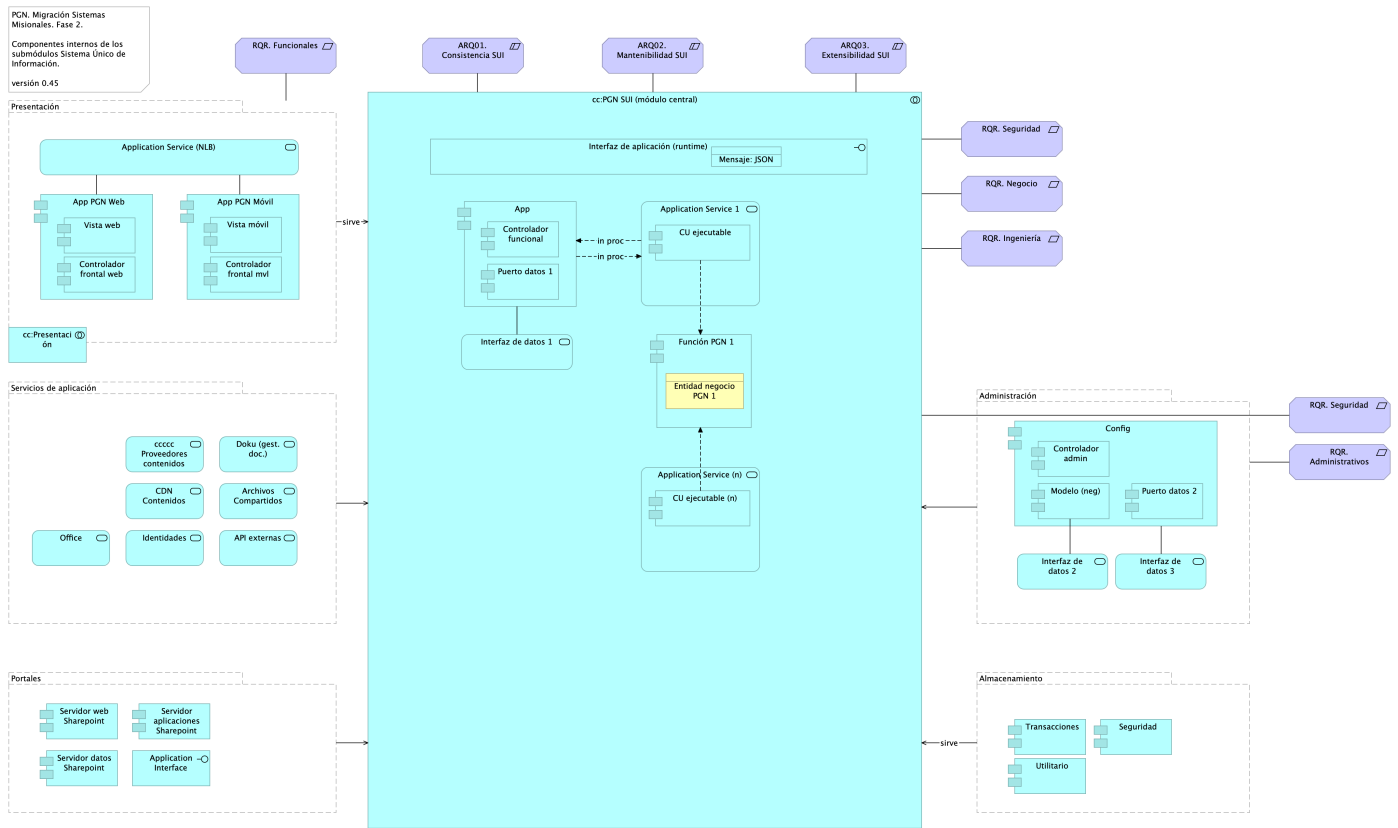 PGN. Migración Sistemas
Misionales. Fase 2.
Componentes internos de los
submódulos Sistema Único de
Información.
versión 0.45
RQR. Funcionales
ARQ01.
Consistencia SUI
ARQ02.
Mantenibilidad SUI
ARQ03.
Extensibilidad SUI
Presentación
Application Service (NLB)
App PGN Web
Vista web
Controlador
frontal web
App PGN Móvil
Vista móvil
Controlador
frontal mvl
cc:Presentaci
ón
sirve
cc:PGN SUI (módulo central)
Interfaz de aplicación (runtime)
Mensaje: JSON
App
Controlador
funcional
Puerto datos 1
Interfaz de datos 1
in proc
in proc
Application Service 1
CU ejecutable
Función PGN 1
Entidad negocio
PGN 1
Application Service (n)
CU ejecutable (n)
RQR. Seguridad
RQR. Negocio
RQR. Ingeniería
Servicios de aplicación
ccccc
Proveedores
contenidos
Doku (gest.
doc.)
CDN
Contenidos
Archivos
Compartidos
Office
Identidades
API externas
Administración
Config
Controlador
admin
Modelo (neg)
Puerto datos 2
Interfaz de
datos 2
Interfaz de
datos 3
RQR. Seguridad
RQR.
Administrativos
Portales
Servidor web
Sharepoint
Servidor
aplicaciones
Sharepoint
Servidor datos
Sharepoint
Application
Interface
Almacenamiento
sirve
Transacciones
Seguridad
Utilitario